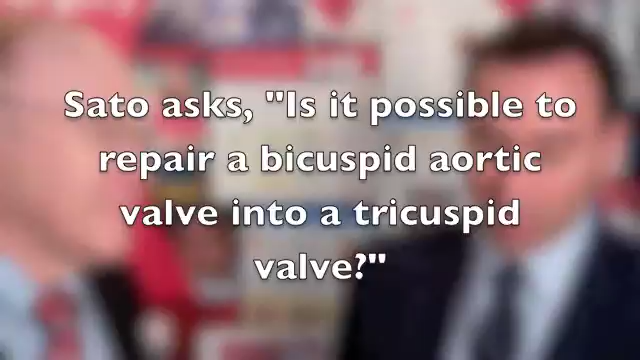 Sato asks, "Is it possible to
repair a bicuspid aortic
valve into a tricuspid
valve?"